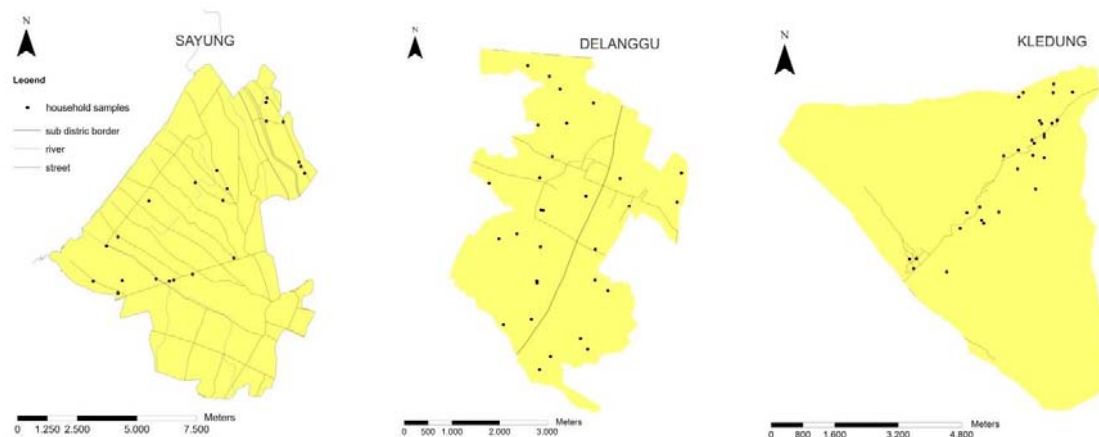 N
SAYUNG
Legend
household samples
sub distric border
river
street
Meters
0 1.250 2.500 5.000 7.500
N
DELANGGU
Meters
0 500 1.000 2.000 3.000
N
KLEDUNG
Meters
0 800 1.600 3.200 4.800